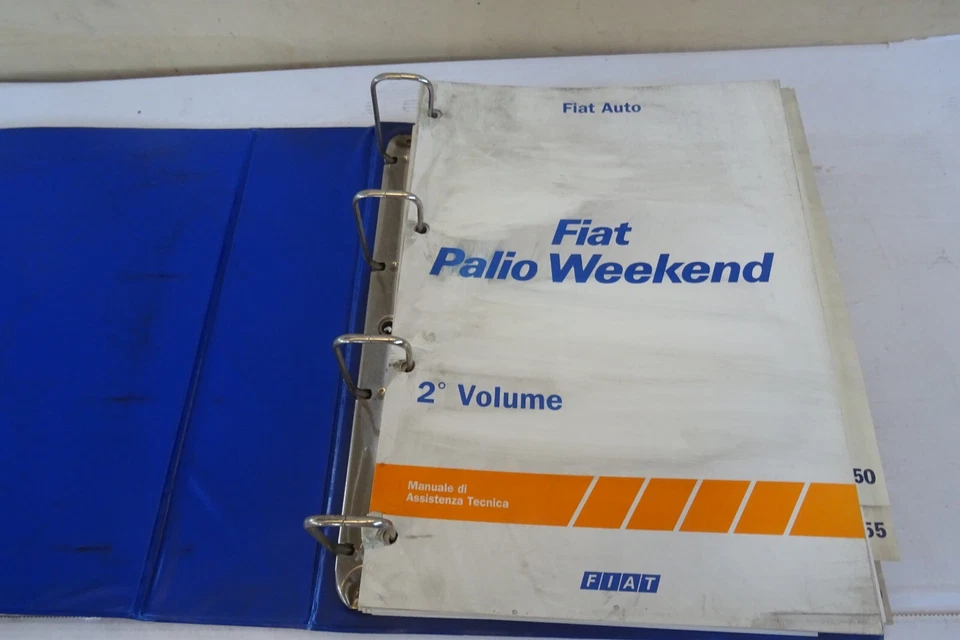 Fiat Auto
Fiat
Palio Weekend
2° Volume
Manuale di
Assistenza Tecnica
50
55
FIAT